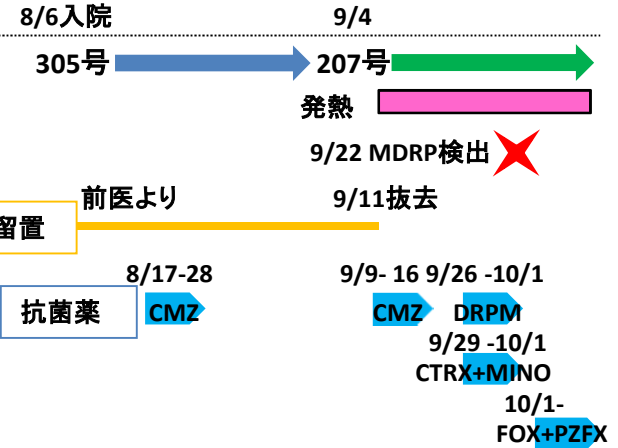 8/6入院 9/4
305号 207号
発熱
9/22 MDRP検出
前医より 9/11抜去
留置
8/17-28 9/9- 16 9/26 -10/1
抗菌薬 CMZ CMZ DRPM
9/29 -10/1
CTRX+MINO
10/1-
FOX+PZFX